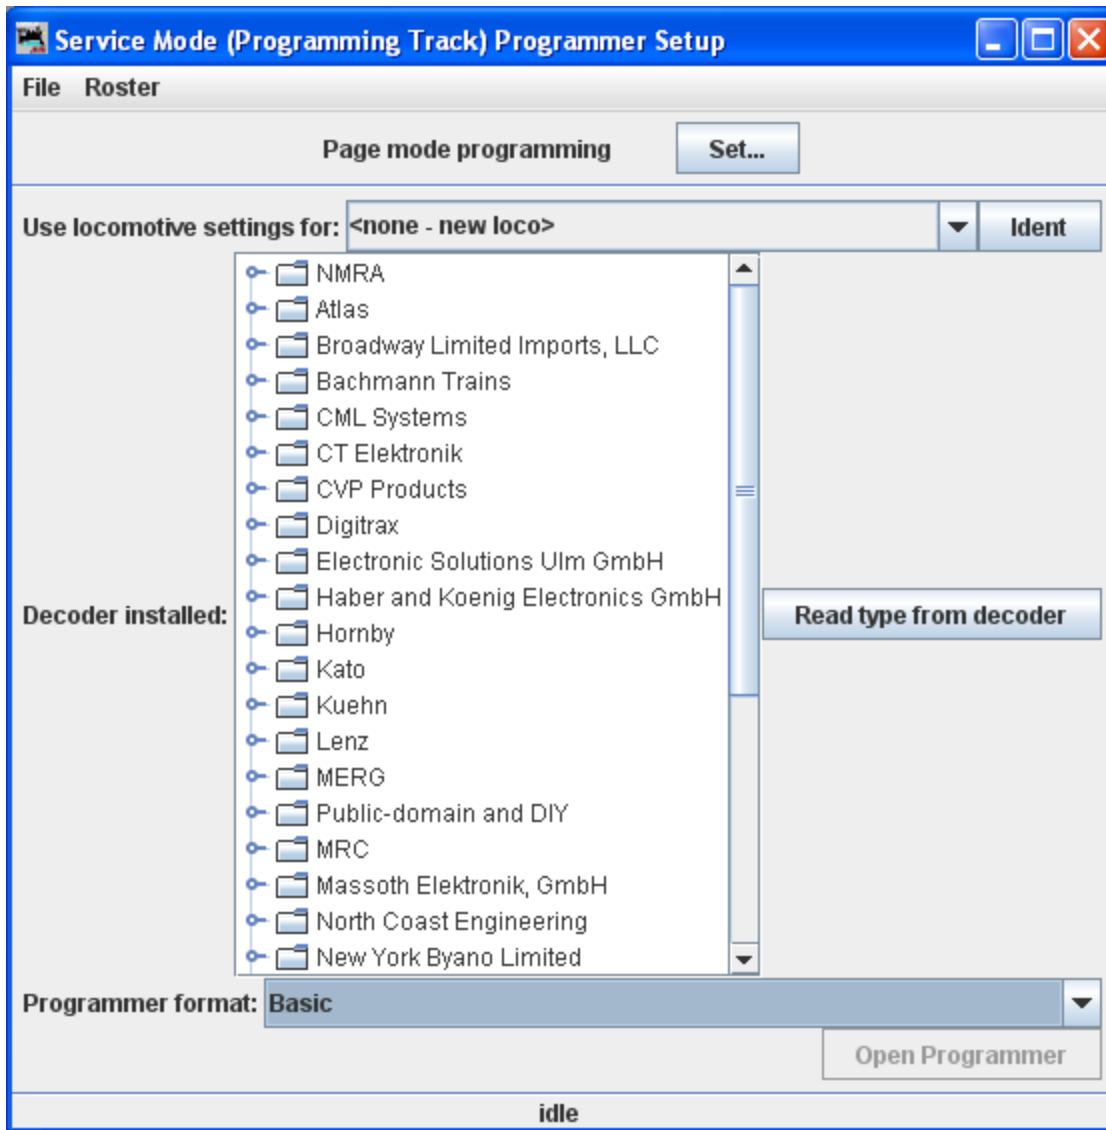 Service Mode (Programming Track) Programmer Setup
File Roster
Page mode programming Set...
Use locomotive settings for: <none - new loco> Ident
NMRA
Atlas
Broadway Limited Imports, LLC
Bachmann Trains
CML Systems
CT Elektronik
CVP Products
Digitrax
Electronic Solutions Ulm GmbH
Haber and Koenig Electronics GmbH
Decoder installed: Read type from decoder
Hornby
Kato
Kuehn
Lenz
MERG
Public-domain and DIY
MRC
Massoth Elektronik, GmbH
North Coast Engineering
New York Byano Limited
Programmer format: Basic
Open Programmer
idle